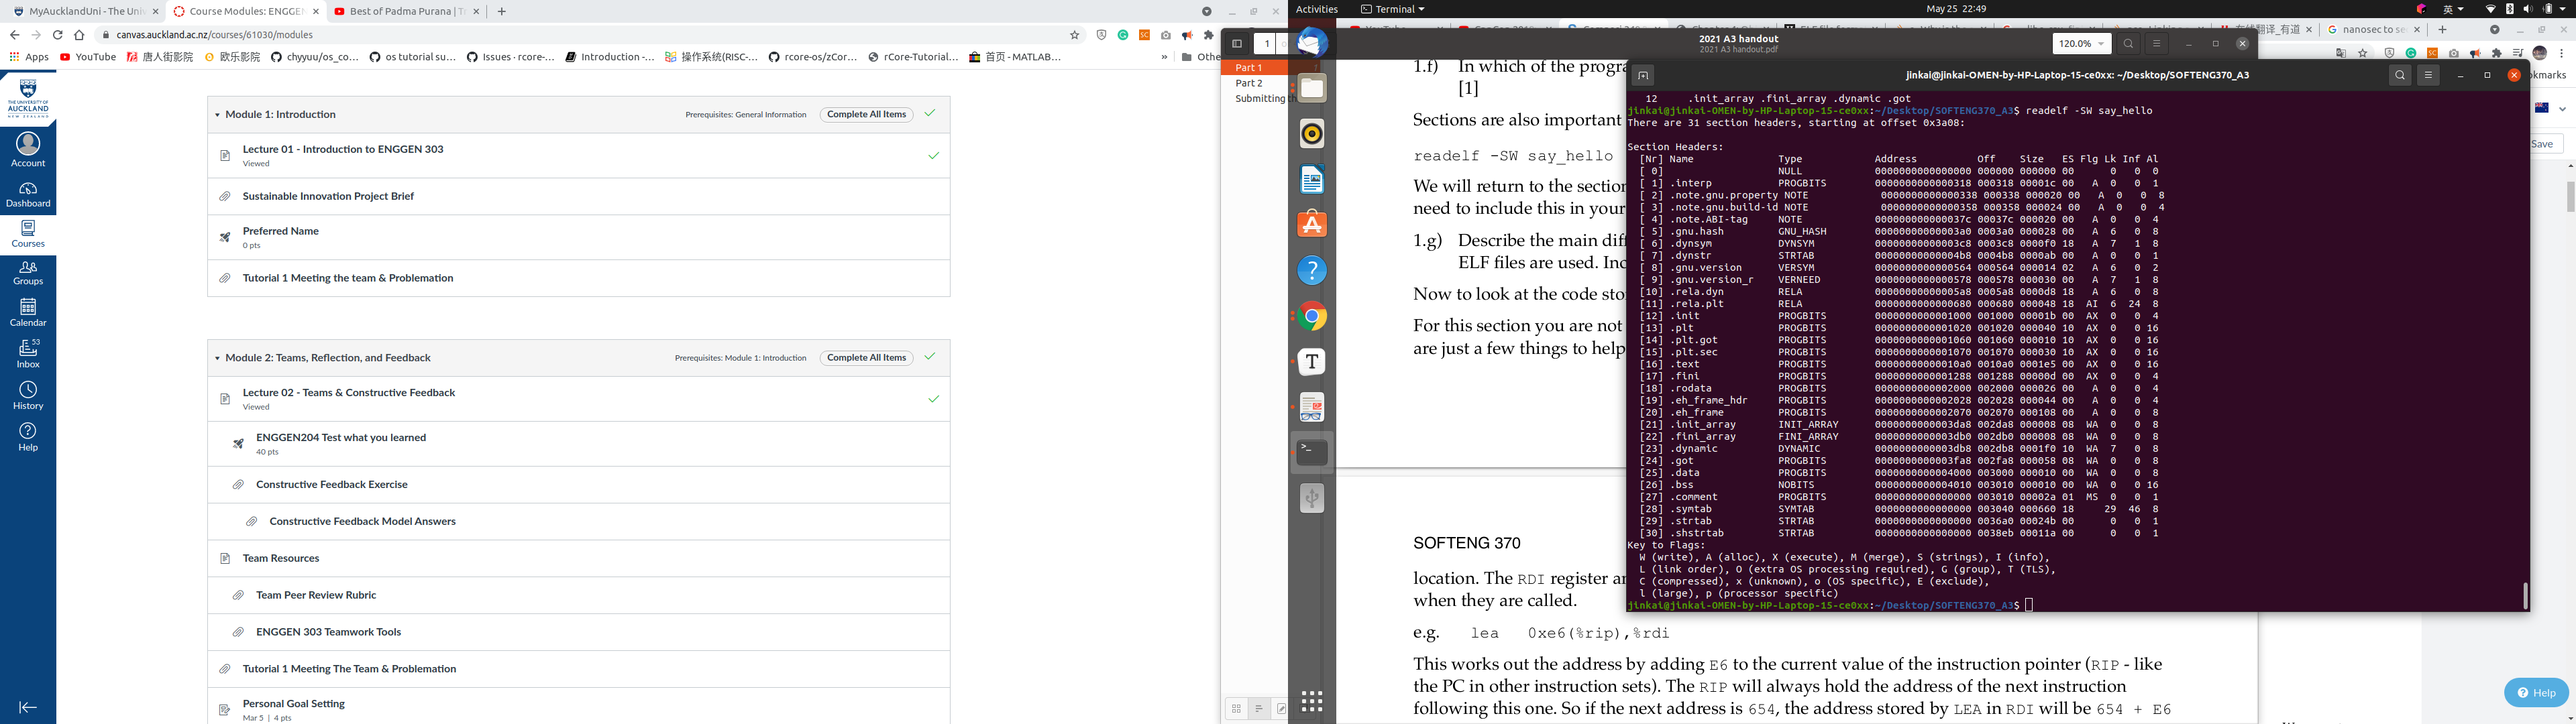 MyAucklandUni - The Univ
Course Modules: ENGGEN
Best of Padma Purana | T
canvas.auckland.ac.nz/courses/61030/modules
Apps
YouTube
唐人街影院
欧乐影院
chyyuu/os_co…
os tutorial su…
Issues · rcore-…
Introduction -…
操作系统(RISC-…
rcore-os/zCor…
rCore-Tutorial…
首页 - MATLAB…
»
THE UNIVERSITY OF
AUCKLAND
NEW ZEALAND
Account
Dashboard
Courses
Groups
Calendar
53
Inbox
History
Help
Module 1: Introduction
Prerequisites: General Information
Complete All Items
Lecture 01 - Introduction to ENGGEN 303
Viewed
Sustainable Innovation Project Brief
Preferred Name
0 pts
Tutorial 1 Meeting the team & Problemation
Module 2: Teams, Reflection, and Feedback
Prerequisites: Module 1: Introduction
Complete All Items
Lecture 02 - Teams & Constructive Feedback
Viewed
ENGGEN204 Test what you learned
40 pts
Constructive Feedback Exercise
Constructive Feedback Model Answers
Team Resources
Team Peer Review Rubric
ENGGEN 303 Teamwork Tools
Tutorial 1 Meeting The Team & Problemation
Personal Goal Setting
Mar 5 | 4 pts
Activities
Terminal
May 25 22:49
英
nanosec to se
2021 A3 handout
2021 A3 handout.pdf
1
120.0%
Part 1
Part 2
Submitting th
[1]
Sections are also important
readelf -SW say_hello
We will return to the section
need to include this in your
1.g) Describe the main diff
ELF files are used. Inc
Now to look at the code sto
For this section you are not
are just a few things to help
SOFTENG 370
location. The RDI register a
when they are called.
e.g. lea 0xe6(%rip),%rdi
This works out the address by adding E6 to the current value of the instruction pointer (RIP - like
the PC in other instruction sets). The RIP will always hold the address of the next instruction
following this one. So if the next address is 654, the address stored by LEA in RDI will be 654 + E6
jinkai@jinkai-OMEN-by-HP-Laptop-15-ce0xx: ~/Desktop/SOFTENG370_A3
12 .init_array .fini_array .dynamic .got
jinkai@jinkai-OMEN-by-HP-Laptop-15-ce0xx:~/Desktop/SOFTENG370_A3$ readelf -SW say_hello
There are 31 section headers, starting at offset 0x3a08:
Section Headers:
[Nr] Name Type Address Off Size ES Flg Lk Inf Al
[ 0] NULL 0000000000000000 000000 000000 00 0 0 0
[ 1] .interp PROGBITS 0000000000000318 000318 00001c 00 A 0 0 1
[ 2] .note.gnu.property NOTE 0000000000000338 000338 000020 00 A 0 0 8
[ 3] .note.gnu.build-id NOTE 0000000000000358 000358 000024 00 A 0 0 4
[ 4] .note.ABI-tag NOTE 000000000000037c 00037c 000020 00 A 0 0 4
[ 5] .gnu.hash GNU_HASH 00000000000003a0 0003a0 000028 00 A 6 0 8
[ 6] .dynsym DYNSYM 00000000000003c8 0003c8 0000f0 18 A 7 1 8
[ 7] .dynstr STRTAB 00000000000004b8 0004b8 0000ab 00 A 0 0 1
[ 8] .gnu.version VERSYM 0000000000000564 000564 000014 02 A 6 0 2
[ 9] .gnu.version_r VERNEED 0000000000000578 000578 000030 00 A 7 1 8
[10] .rela.dyn RELA 00000000000005a8 0005a8 0000d8 18 A 6 0 8
[11] .rela.plt RELA 0000000000000680 000680 000048 18 AI 6 24 8
[12] .init PROGBITS 0000000000001000 001000 00001b 00 AX 0 0 4
[13] .plt PROGBITS 0000000000001020 001020 000040 10 AX 0 0 16
[14] .plt.got PROGBITS 0000000000001060 001060 000010 10 AX 0 0 16
[15] .plt.sec PROGBITS 0000000000001070 001070 000030 10 AX 0 0 16
[16] .text PROGBITS 00000000000010a0 0010a0 0001e5 00 AX 0 0 16
[17] .fini PROGBITS 0000000000001288 001288 00000d 00 AX 0 0 4
[18] .rodata PROGBITS 0000000000002000 002000 000026 00 A 0 0 4
[19] .eh_frame_hdr PROGBITS 0000000000002028 002028 000044 00 A 0 0 4
[20] .eh_frame PROGBITS 0000000000002070 002070 000108 00 A 0 0 8
[21] .init_array INIT_ARRAY 0000000000003da8 002da8 000008 08 WA 0 0 8
[22] .fini_array FINI_ARRAY 0000000000003db0 002db0 000008 08 WA 0 0 8
[23] .dynamic DYNAMIC 0000000000003db8 002db8 0001f0 10 WA 7 0 8
[24] .got PROGBITS 0000000000003fa8 002fa8 000058 08 WA 0 0 8
[25] .data PROGBITS 0000000000004000 003000 000010 00 WA 0 0 8
[26] .bss NOBITS 0000000000004010 003010 000010 00 WA 0 0 16
[27] .comment PROGBITS 0000000000000000 003010 00002a 01 MS 0 0 1
[28] .symtab SYMTAB 0000000000000000 003040 000660 18 29 46 8
[29] .strtab STRTAB 0000000000000000 0036a0 00024b 00 0 0 1
[30] .shstrtab STRTAB 0000000000000000 0038eb 00011a 00 0 0 1
Key to Flags:
W (write), A (alloc), X (execute), M (merge), S (strings), I (info),
L (link order), O (extra OS processing required), G (group), T (TLS),
C (compressed), x (unknown), o (OS specific), E (exclude),
l (large), p (processor specific)
jinkai@jinkai-OMEN-by-HP-Laptop-15-ce0xx:~/Desktop/SOFTENG370_A3$
okmarks
Save
Help